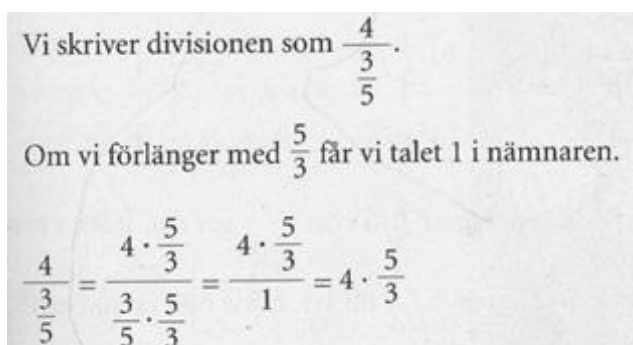 Vi skriver divisionen som 4/(3/5).
Om vi förlänger med 5/3 får vi talet 1 i nämnaren.
4/(3/5) = (4 · 5/3)/(3/5 · 5/3) = (4 · 5/3)/1 = 4 · 5/3